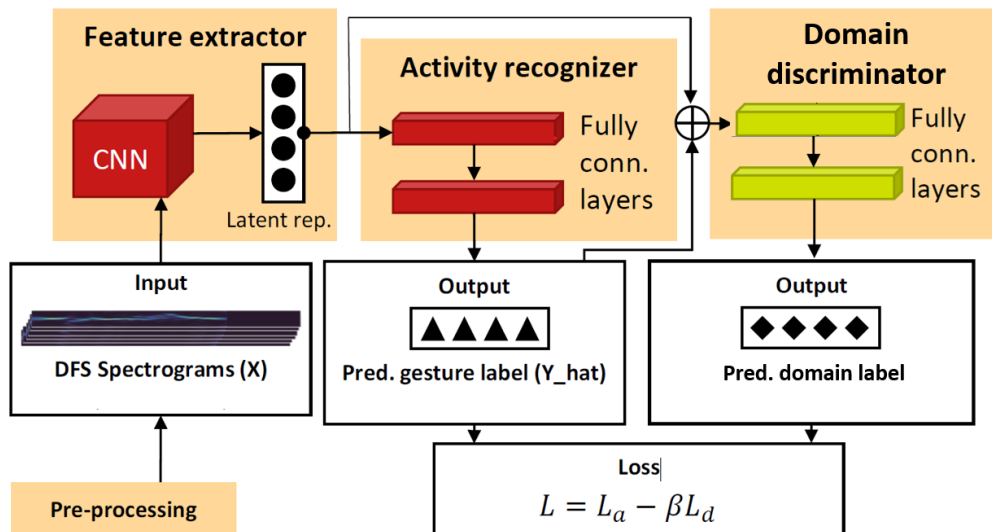 Feature extractor
CNN
Latent rep.
Activity recognizer
Fully
conn.
layers
Domain
discriminator
Fully
conn.
layers
Input
DFS Spectrograms (X)
Output
Pred. gesture label (Y_hat)
Output
Pred. domain label
Pre-processing
Loss
L = L_a − βL_d